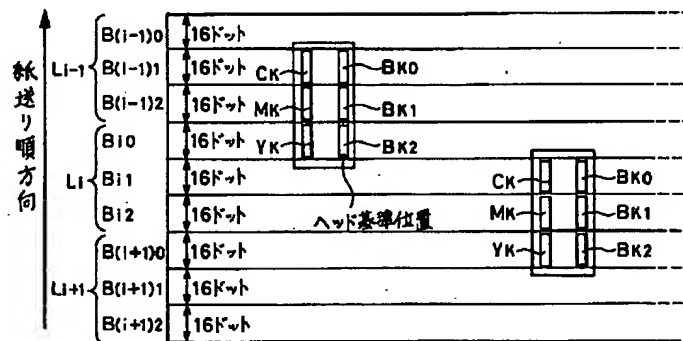 紙送り順方向
Li-1
B(i-1)0
16ドット
B(i-1)1
16ドット
B(i-1)2
16ドット
Li
Bi0
16ドット
Bi1
16ドット
Bi2
16ドット
Li+1
B(i+1)0
16ドット
B(i+1)1
16ドット
B(i+1)2
16ドット
CK
BK0
MK
BK1
YK
BK2
ヘッド基準位置
CK
BK0
MK
BK1
YK
BK2